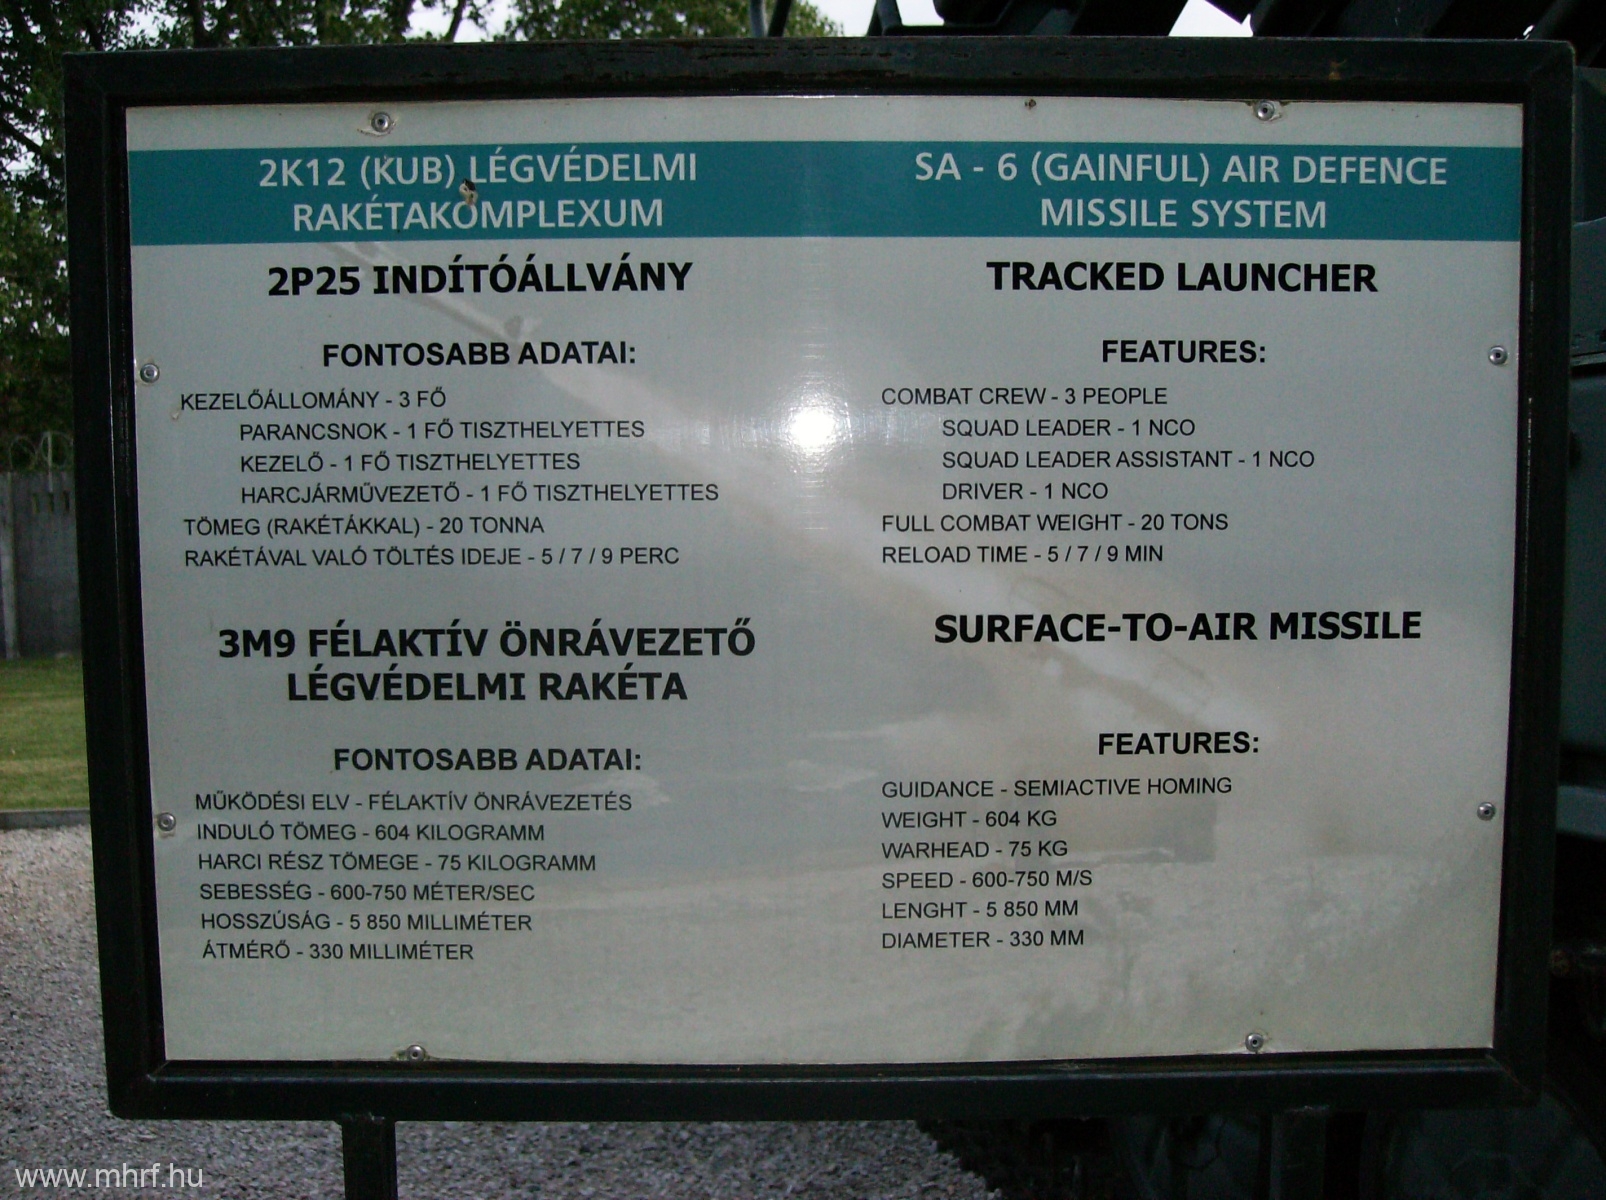 2K12 (KUB) LÉGVÉDELMI
RAKÉTAKOMPLEXUM
2P25 INDÍTÓÁLLVÁNY
FONTOSABB ADATAI:
KEZELŐÁLLOMÁNY - 3 FŐ
PARANCSNOK - 1 FŐ TISZTHELYETTES
KEZELŐ - 1 FŐ TISZTHELYETTES
HARCJÁRMŰVEZETŐ - 1 FŐ TISZTHELYETTES
TÖMEG (RAKÉTÁKKAL) - 20 TONNA
RAKÉTÁVAL VALÓ TÖLTÉS IDEJE - 5 / 7 / 9 PERC
3M9 FÉLAKTÍV ÖNRÁVEZETŐ
LÉGVÉDELMI RAKÉTA
FONTOSABB ADATAI:
MŰKÖDÉSI ELV - FÉLAKTÍV ÖNRÁVEZETÉS
INDULÓ TÖMEG - 604 KILOGRAMM
HARCI RÉSZ TÖMEGE - 75 KILOGRAMM
SEBESSÉG - 600-750 MÉTER/SEC
HOSSZÚSÁG - 5 850 MILLIMÉTER
ÁTMÉRŐ - 330 MILLIMÉTER
SA - 6 (GAINFUL) AIR DEFENCE
MISSILE SYSTEM
TRACKED LAUNCHER
FEATURES:
COMBAT CREW - 3 PEOPLE
SQUAD LEADER - 1 NCO
SQUAD LEADER ASSISTANT - 1 NCO
DRIVER - 1 NCO
FULL COMBAT WEIGHT - 20 TONS
RELOAD TIME - 5 / 7 / 9 MIN
SURFACE-TO-AIR MISSILE
FEATURES:
GUIDANCE - SEMIACTIVE HOMING
WEIGHT - 604 KG
WARHEAD - 75 KG
SPEED - 600-750 M/S
LENGHT - 5 850 MM
DIAMETER - 330 MM
www.mhrf.hu